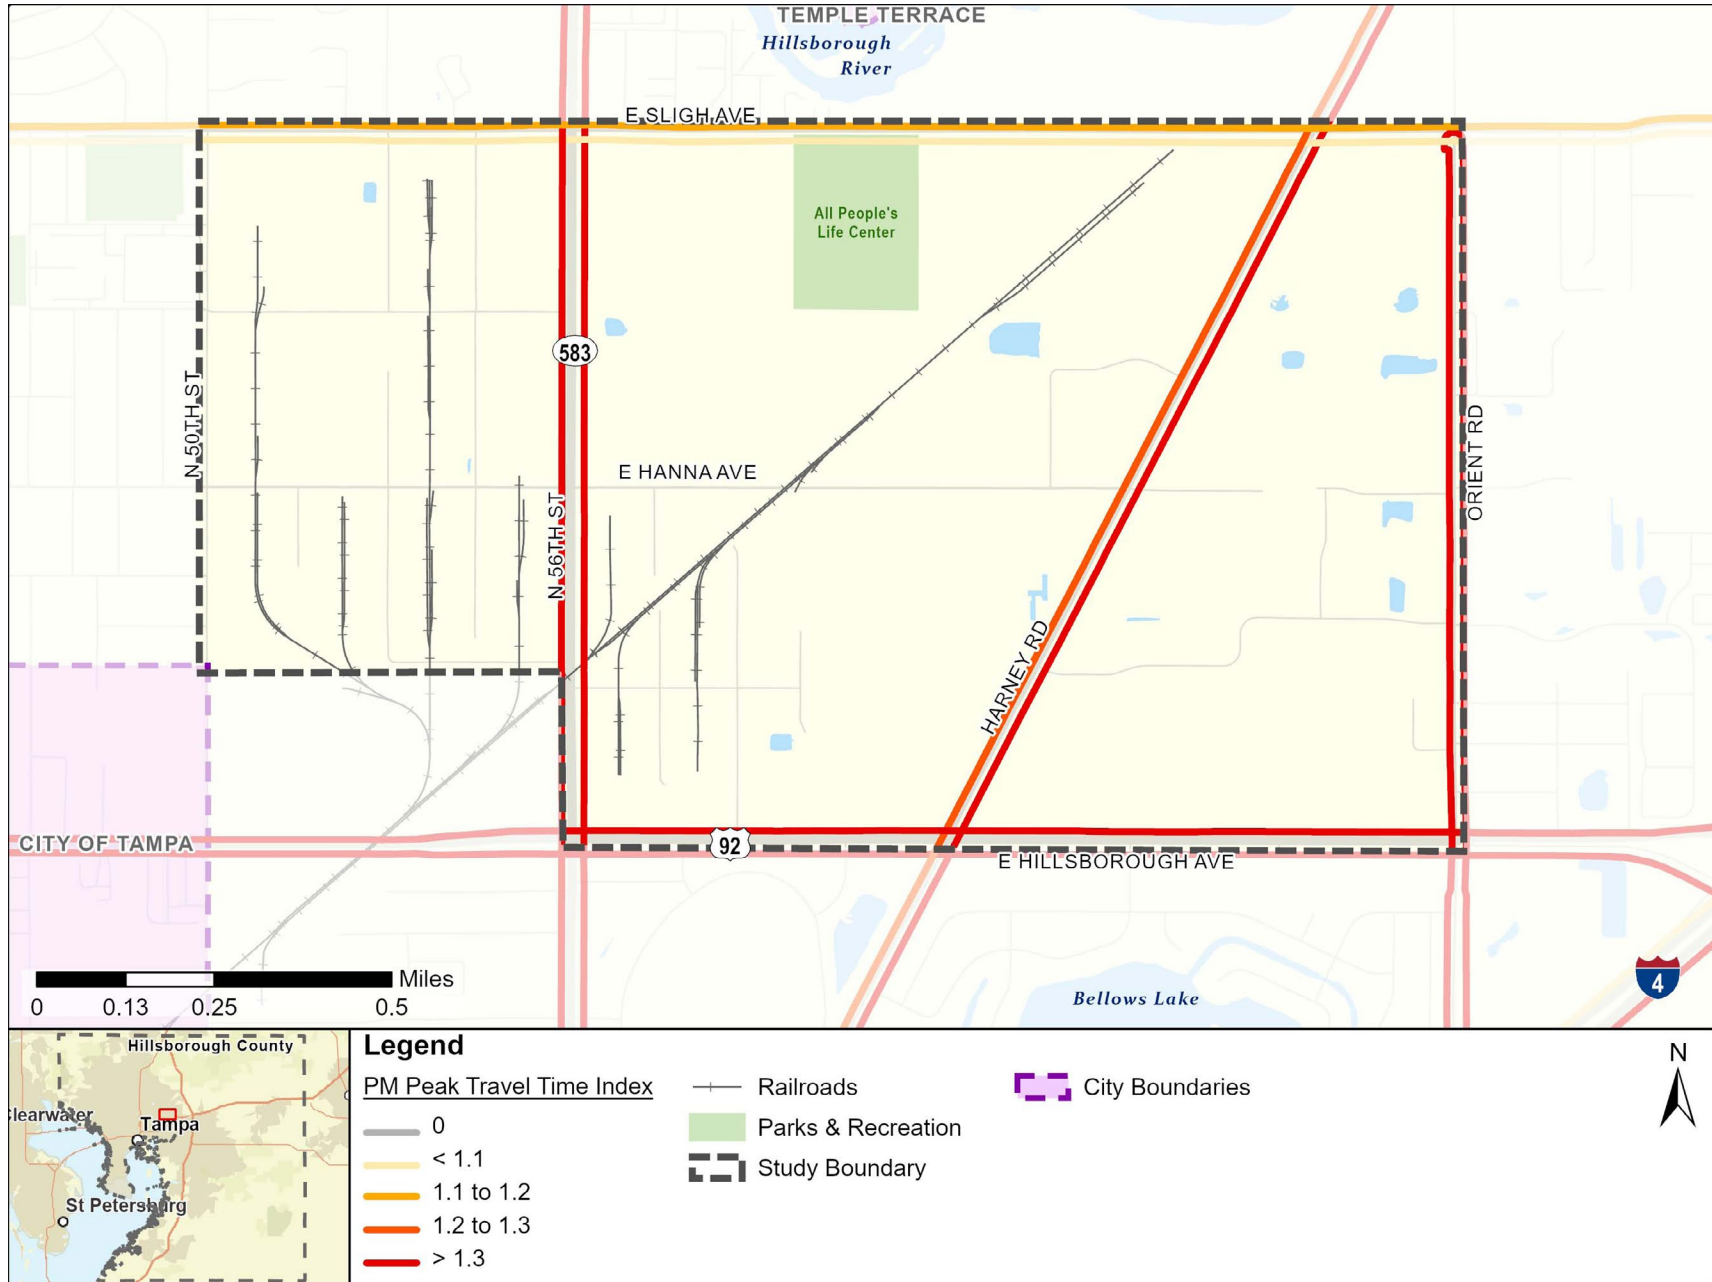 TEMPLE TERRACE
Hillsborough
River
E SLIGH AVE
All People's
Life Center
583
N 50TH ST
ORIENT RD
E HANNA AVE
N 56TH ST
HARNEY RD
CITY OF TAMPA
92
E HILLSBOROUGH AVE
Miles
0 0.13 0.25 0.5
Bellows Lake
4
Hillsborough County
Clearwater
Tampa
St Petersburg
Legend
PM Peak Travel Time Index
0
< 1.1
1.1 to 1.2
1.2 to 1.3
> 1.3
Railroads
Parks & Recreation
Study Boundary
City Boundaries
N